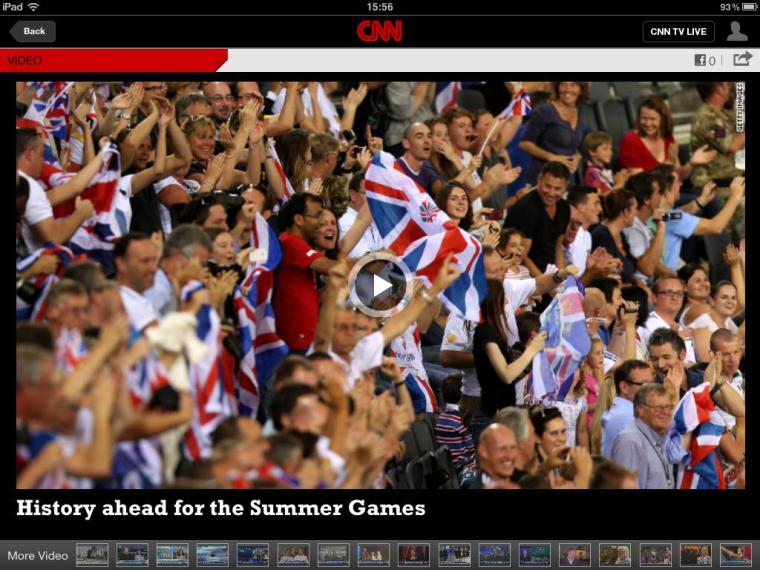 iPad 15:56 93%
Back CNN CNN TV LIVE
VIDEO 0
GETTY IMAGES
History ahead for the Summer Games
More Video